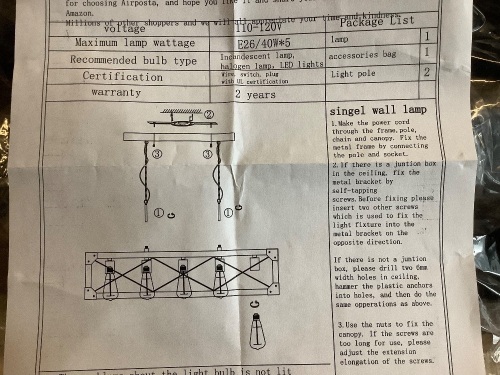 for choosing Airposta, and hope you like it and share your
Amazon.
Millions of other shoppers and we will all appreciate your time and kindness.
voltage 110-120V Package List
Maximum lamp wattage E26/40W*5 lamp 1
Recommended bulb type Incandescent lamp, halogen lamp, LED lights accessories bag 1
Certification Wire, switch, plug with UL certification Light pole 2
warranty 2 years
②
③ ③
① ①
singel wall lamp
1.Make the power cord
through the frame,pole,
chain and canopy. Fix the
metal frame by connecting
the pole and socket.
2.If there is a juntion box
in the ceiling, fix the
metal bracket by
self-tapping
screws.Before fixing please
insert two other screws
which is used to fix the
light fixture into the
metal bracket on the
opposite direction.
If there is not a juntion
box, please drill two 6mm
width holes in ceiling,
hammer the plastic anchors
into holes, and then do the
same opperations as above.
3.Use the nuts to fix the
canopy. If the screws are
too long for use, please
adjust the extension
elongation of the screws.
about the light bulb is not lit